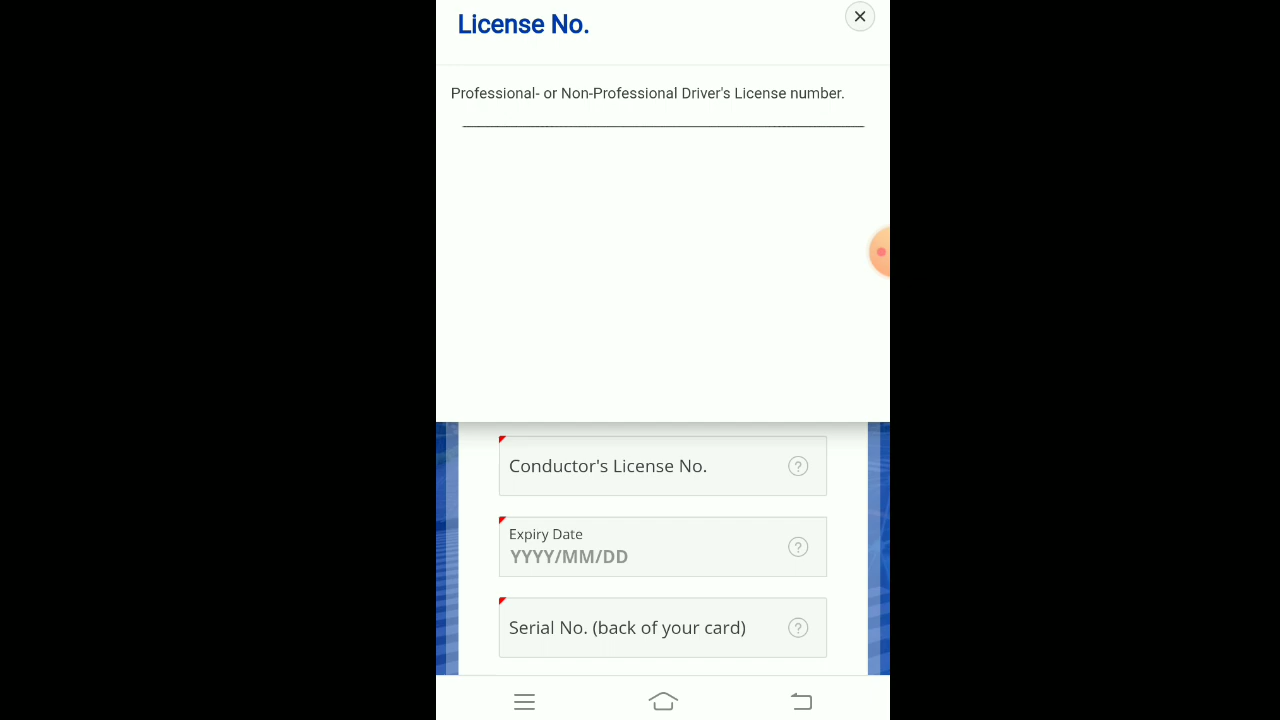 License No.
Professional- or Non-Professional Driver's License number.
Conductor's License No.
Expiry Date
YYYY/MM/DD
Serial No. (back of your card)